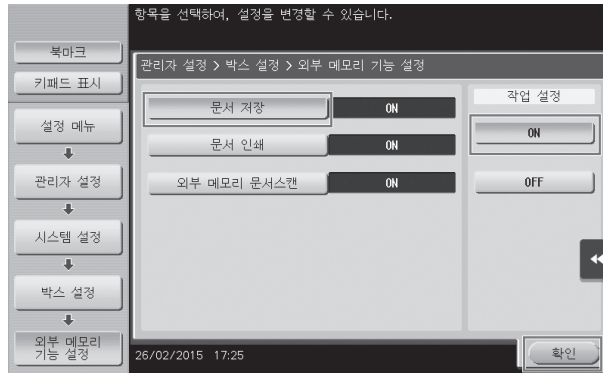 항목을 선택하여, 설정을 변경할 수 있습니다.
북마크
키패드 표시
설정 메뉴
관리자 설정
시스템 설정
박스 설정
외부 메모리
기능 설정
관리자 설정 > 박스 설정 > 외부 메모리 기능 설정
문서 저장 ON
문서 인쇄 ON
외부 메모리 문서스캔 ON
작업 설정
ON
OFF
26/02/2015 17:25
확인